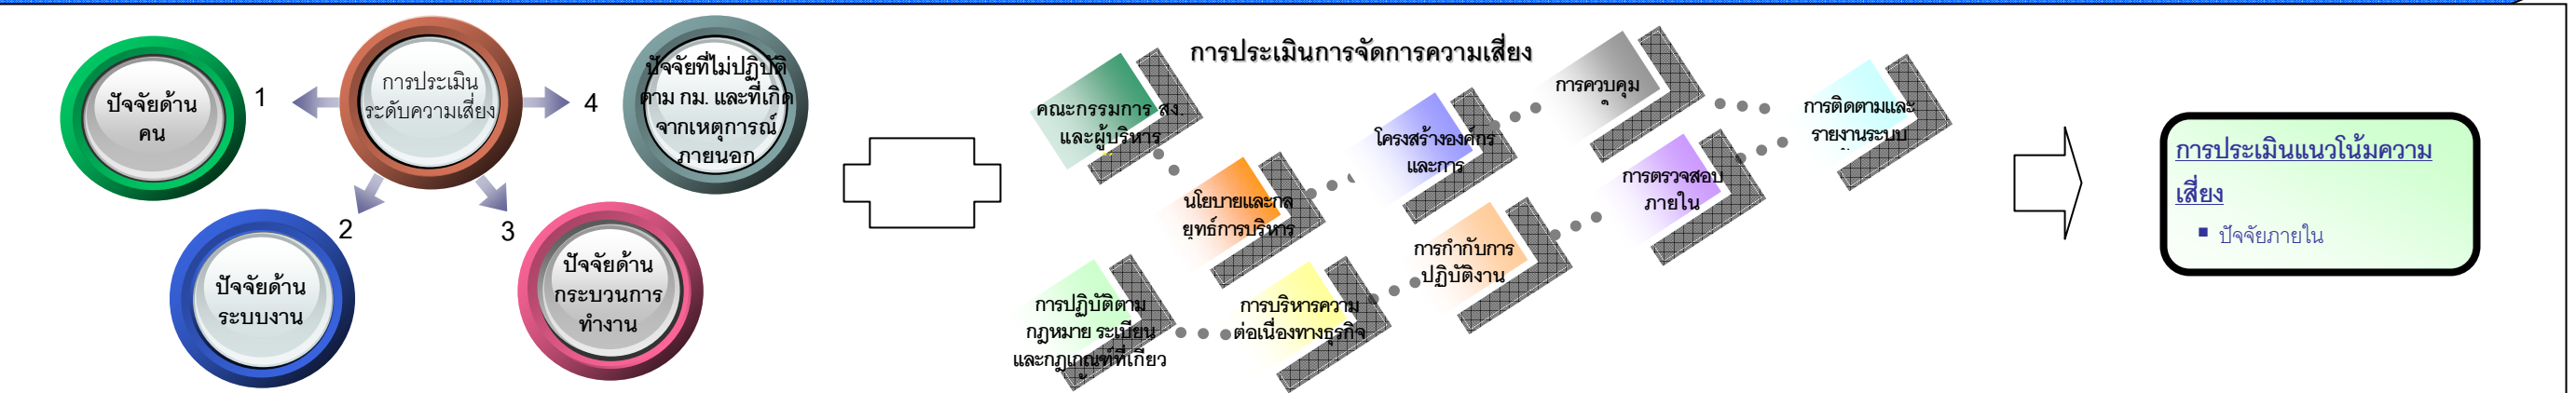 ปัจจัยด้าน
คน
1
การประเมิน
ระดับความเสี่ยง
4
ปัจจัยที่ไม่ปฏิบัติ
ตาม กม. และที่เกิด
จากเหตุการณ์
ภายนอก
2
3
ปัจจัยด้าน
ระบบงาน
ปัจจัยด้าน
กระบวนการ
ทำงาน
การประเมินการจัดการความเสี่ยง
คณะกรรมการ สง.
และผู้บริหาร
นโยบายและกล
ยุทธ์การบริหาร
โครงสร้างองค์กร
และการ
การควบคุม
การติดตามและ
รายงานระบบ
การตรวจสอบ
ภายใน
การกำกับการ
ปฏิบัติงาน
การบริหารความ
ต่อเนื่องทางธุรกิจ
การปฏิบัติตาม
กฎหมาย ระเบียบ
และกฎเกณฑ์ที่เกี่ยว
การประเมินแนวโน้มความ
เสี่ยง
▪ ปัจจัยภายใน